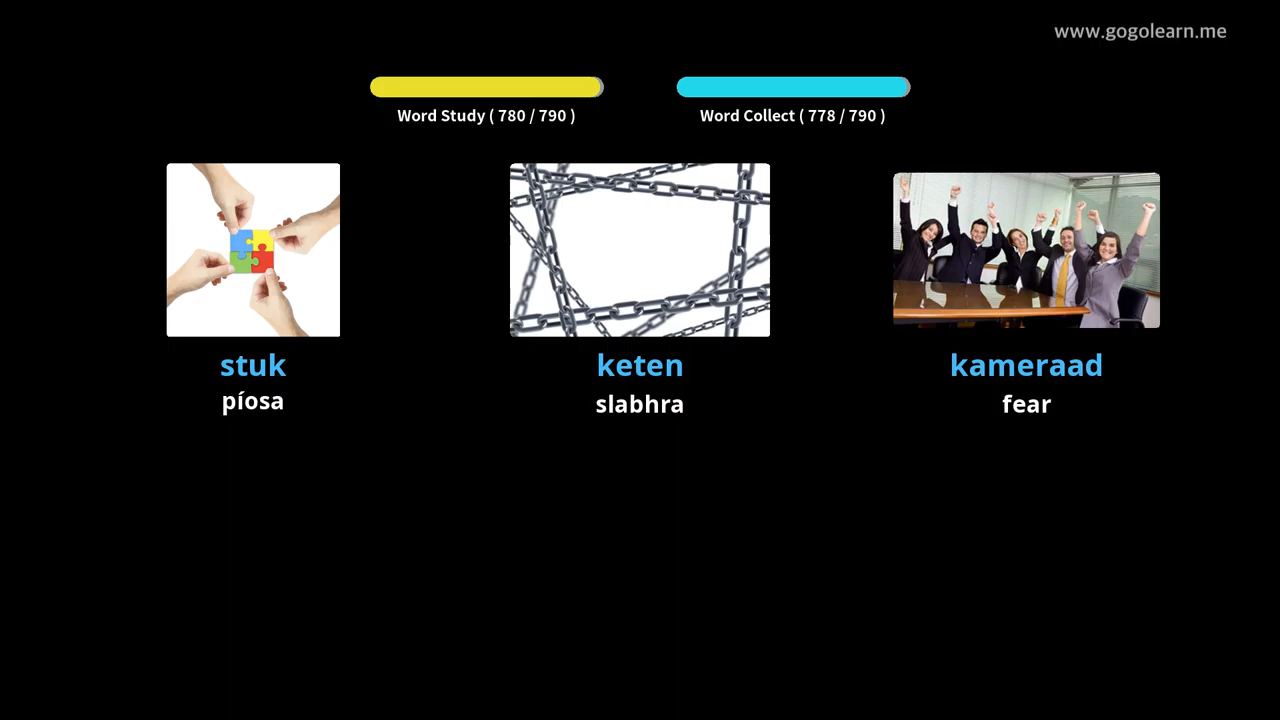 www.gogolearn.me
Word Study ( 780 / 790 )
Word Collect ( 778 / 790 )
stuk
píosa
keten
slabhra
kameraad
fear